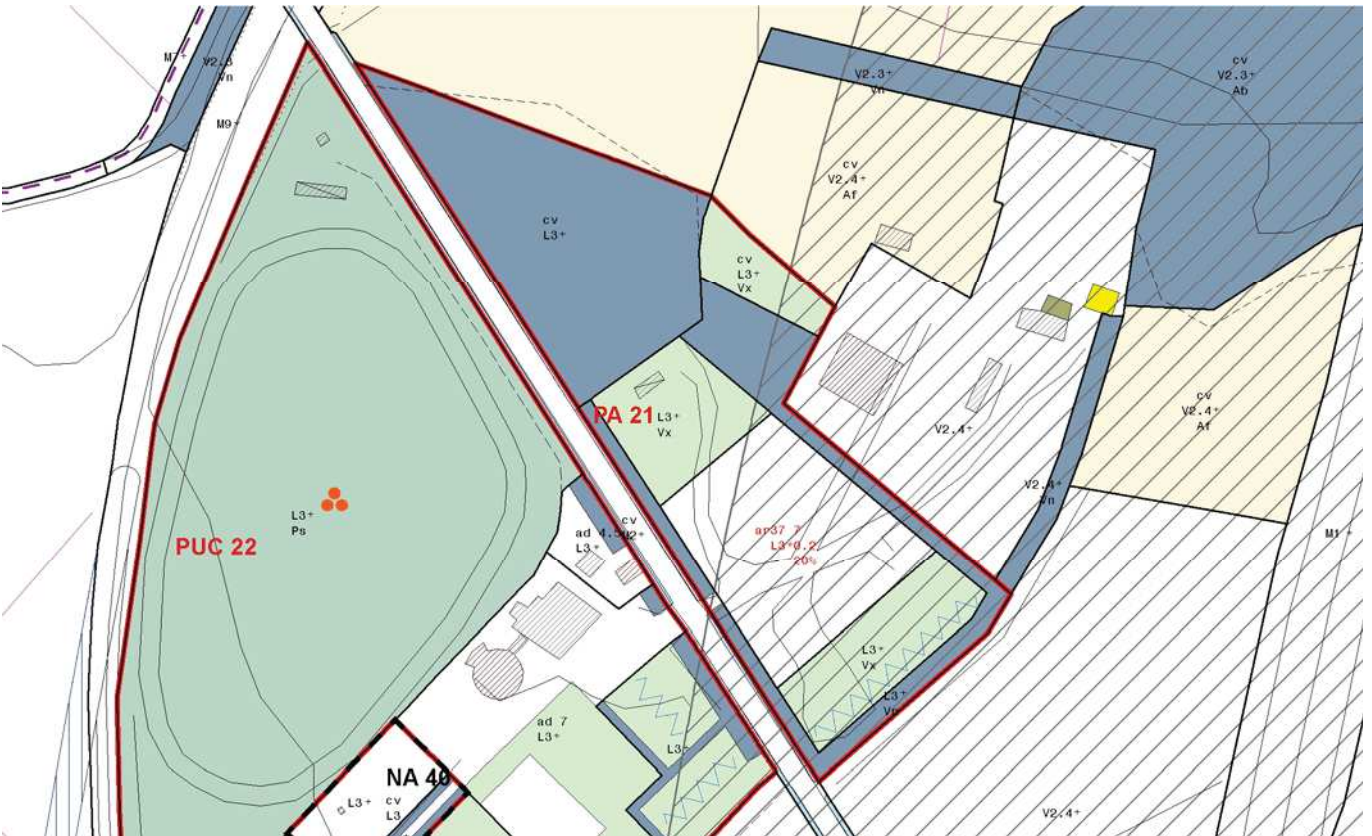 M7+
V2.3
Vn
M9+
V2.3+
Vn
cv
V2.3+
Ab
cv
V2.4+
Af
cv
L3+
cv
L3+
Vx
PA 21
L3+
Vx
V2.4+
cv
V2.4+
Af
V2.4+
Vn
L3+
Ps
PUC 22
cv
ad 4.5
L3+
ar37 7
L3+0.2
20%
M1 +
L3+
Vx
L3+
ad 7
L3+
L3+
NA 40
L3+
cv
L3
V2.4+